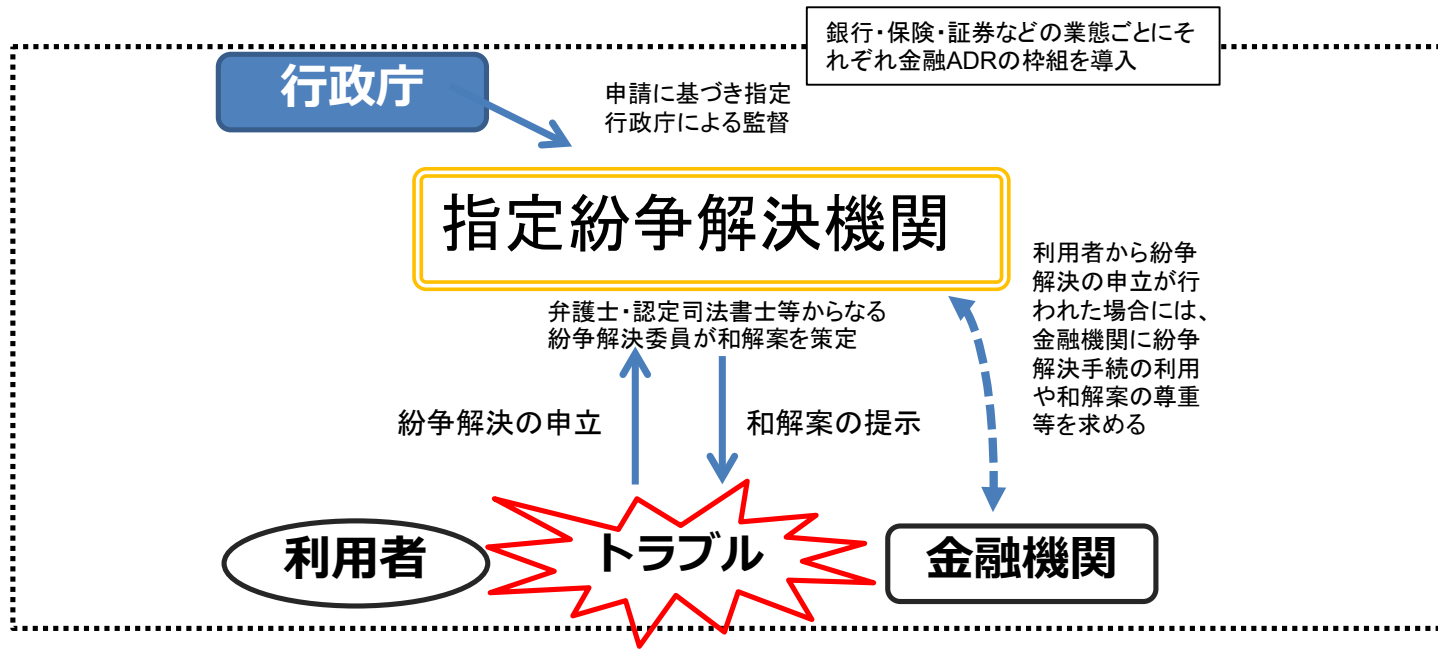 銀行・保険・証券などの業態ごとにそ
れぞれ金融ADRの枠組を導入
行政庁
申請に基づき指定
行政庁による監督
指定紛争解決機関
利用者から紛争
解決の申立が行
われた場合には、
金融機関に紛争
解決手続の利用
や和解案の尊重
等を求める
弁護士・認定司法書士等からなる
紛争解決委員が和解案を策定
紛争解決の申立
和解案の提示
利用者
トラブル
金融機関